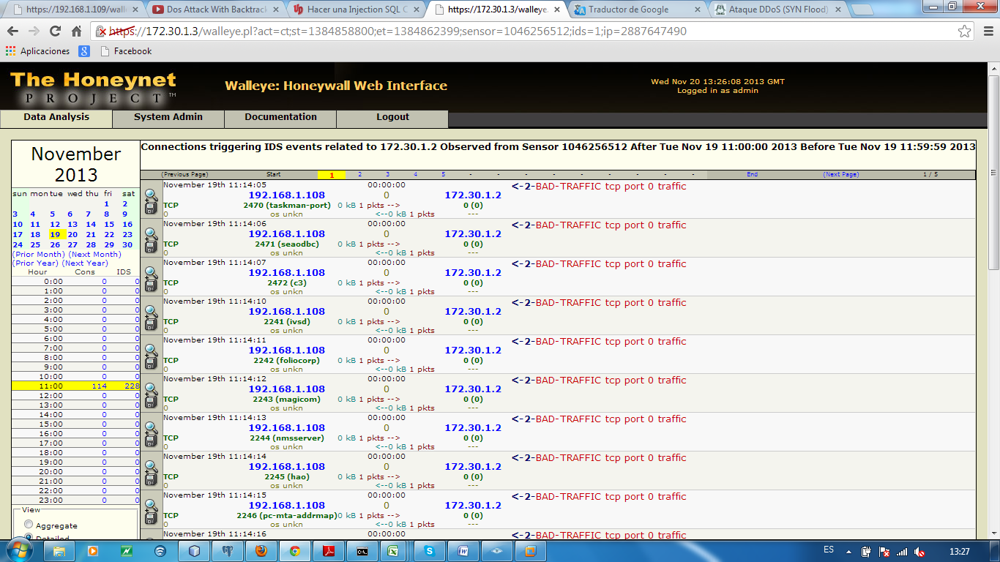 https://192.168.1.109/walle
Dos Attack With Backtrack
Hacer una Injection SQL C
https://172.30.1.3/walleye.
Traductor de Google
Ataque DDoS (SYN Flood)
https://172.30.1.3/walleye.pl?act=ct;st=1384858800;et=1384862399;sensor=1046256512;ids=1;ip=2887647490
Aplicaciones
Facebook
The Honeynet
PROJECT™
Walleye: Honeywall Web Interface
Wed Nov 20 13:26:08 2013 GMT
Logged in as admin
Data Analysis System Admin Documentation Logout
November
2013
sun mon tue wed thu fri sat
1 2
3 4 5 6 7 8 9
10 11 12 13 14 15 16
17 18 19 20 21 22 23
24 25 26 27 28 29 30
(Prior Month) (Next Month)
(Prior Year) (Next Year)
Hour Cons IDS
0:00 0 0
1:00 0 0
2:00 0 0
3:00 0 0
4:00 0 0
5:00 0 0
6:00 0 0
7:00 0 0
8:00 0 0
9:00 0 0
10:00 0 0
11:00 114 228
12:00 0 0
13:00 0 0
14:00 0 0
15:00 0 0
16:00 0 0
17:00 0 0
18:00 0 0
19:00 0 0
20:00 0 0
21:00 0 0
22:00 0 0
23:00 0 0
View
Aggregate
Detailed
Connections triggering IDS events related to 172.30.1.2 Observed from Sensor 1046256512 After Tue Nov 19 11:00:00 2013 Before Tue Nov 19 11:59:59 2013
(Previous Page) Start 1 2 3 4 5 - - - - - - - - - End (Next Page) 1 / 5
November 19th 11:14:05 00:00:00 <-2-BAD-TRAFFIC tcp port 0 traffic
192.168.1.108 0 172.30.1.2
TCP 2470 (taskman-port) 0 kB 1 pkts --> 0 (0)
0 os unkn <--0 kB 1 pkts ---
November 19th 11:14:06 00:00:00 <-2-BAD-TRAFFIC tcp port 0 traffic
192.168.1.108 0 172.30.1.2
TCP 2471 (seaodbc) 0 kB 1 pkts --> 0 (0)
0 os unkn <--0 kB 1 pkts ---
November 19th 11:14:07 00:00:00 <-2-BAD-TRAFFIC tcp port 0 traffic
192.168.1.108 0 172.30.1.2
TCP 2472 (c3) 0 kB 1 pkts --> 0 (0)
0 os unkn <--0 kB 1 pkts ---
November 19th 11:14:10 00:00:00 <-2-BAD-TRAFFIC tcp port 0 traffic
192.168.1.108 0 172.30.1.2
TCP 2241 (ivsd) 0 kB 1 pkts --> 0 (0)
0 os unkn <--0 kB 1 pkts ---
November 19th 11:14:11 00:00:00 <-2-BAD-TRAFFIC tcp port 0 traffic
192.168.1.108 0 172.30.1.2
TCP 2242 (foliocorp) 0 kB 1 pkts --> 0 (0)
0 os unkn <--0 kB 1 pkts ---
November 19th 11:14:12 00:00:00 <-2-BAD-TRAFFIC tcp port 0 traffic
192.168.1.108 0 172.30.1.2
TCP 2243 (magicom) 0 kB 1 pkts --> 0 (0)
0 os unkn <--0 kB 1 pkts ---
November 19th 11:14:13 00:00:00 <-2-BAD-TRAFFIC tcp port 0 traffic
192.168.1.108 0 172.30.1.2
TCP 2244 (nmsserver) 0 kB 1 pkts --> 0 (0)
0 os unkn <--0 kB 1 pkts ---
November 19th 11:14:14 00:00:00 <-2-BAD-TRAFFIC tcp port 0 traffic
192.168.1.108 0 172.30.1.2
TCP 2245 (hao) 0 kB 1 pkts --> 0 (0)
0 os unkn <--0 kB 1 pkts ---
November 19th 11:14:15 00:00:00 <-2-BAD-TRAFFIC tcp port 0 traffic
192.168.1.108 0 172.30.1.2
TCP 2246 (pc-mta-addrmap) 0 kB 1 pkts --> 0 (0)
0 os unkn <--0 kB 1 pkts ---
November 19th 11:14:16 00:00:00 <-2-BAD-TRAFFIC tcp port 0 traffic
ES 13:27